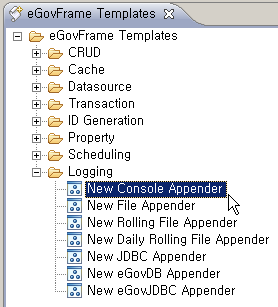 eGovFrame Templates
eGovFrame Templates
CRUD
Cache
Datasource
Transaction
ID Generation
Property
Scheduling
Logging
New Console Appender
New File Appender
New Rolling File Appender
New Daily Rolling File Appender
New JDBC Appender
New eGovDB Appender
New eGovJDBC Appender